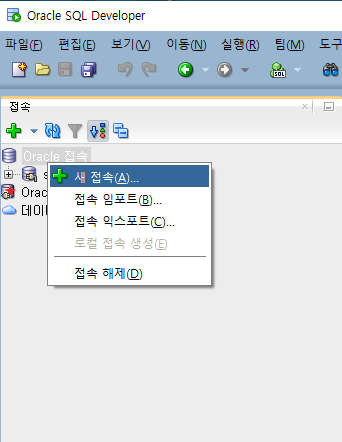 Oracle SQL Developer
파일(F) 편집(E) 보기(V) 이동(N) 실행(R) 팀(M) 도구
SQL
접속
Oracle 접속
새 접속(A)...
s
접속 임포트(B)...
Orac
접속 익스포트(C)...
데이
로컬 접속 생성(E)
접속 해제(D)